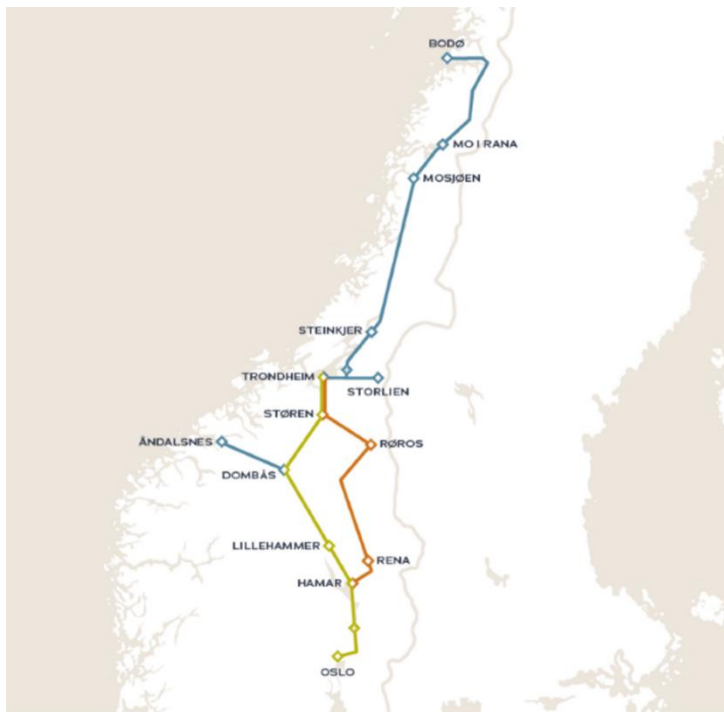 BODØ
MO I RANA
MOSJØEN
STEINKJER
TRONDHEIM
STORLIEN
STØREN
ÅNDALSNES
RØROS
DOMBÅS
LILLEHAMMER
RENA
HAMAR
OSLO